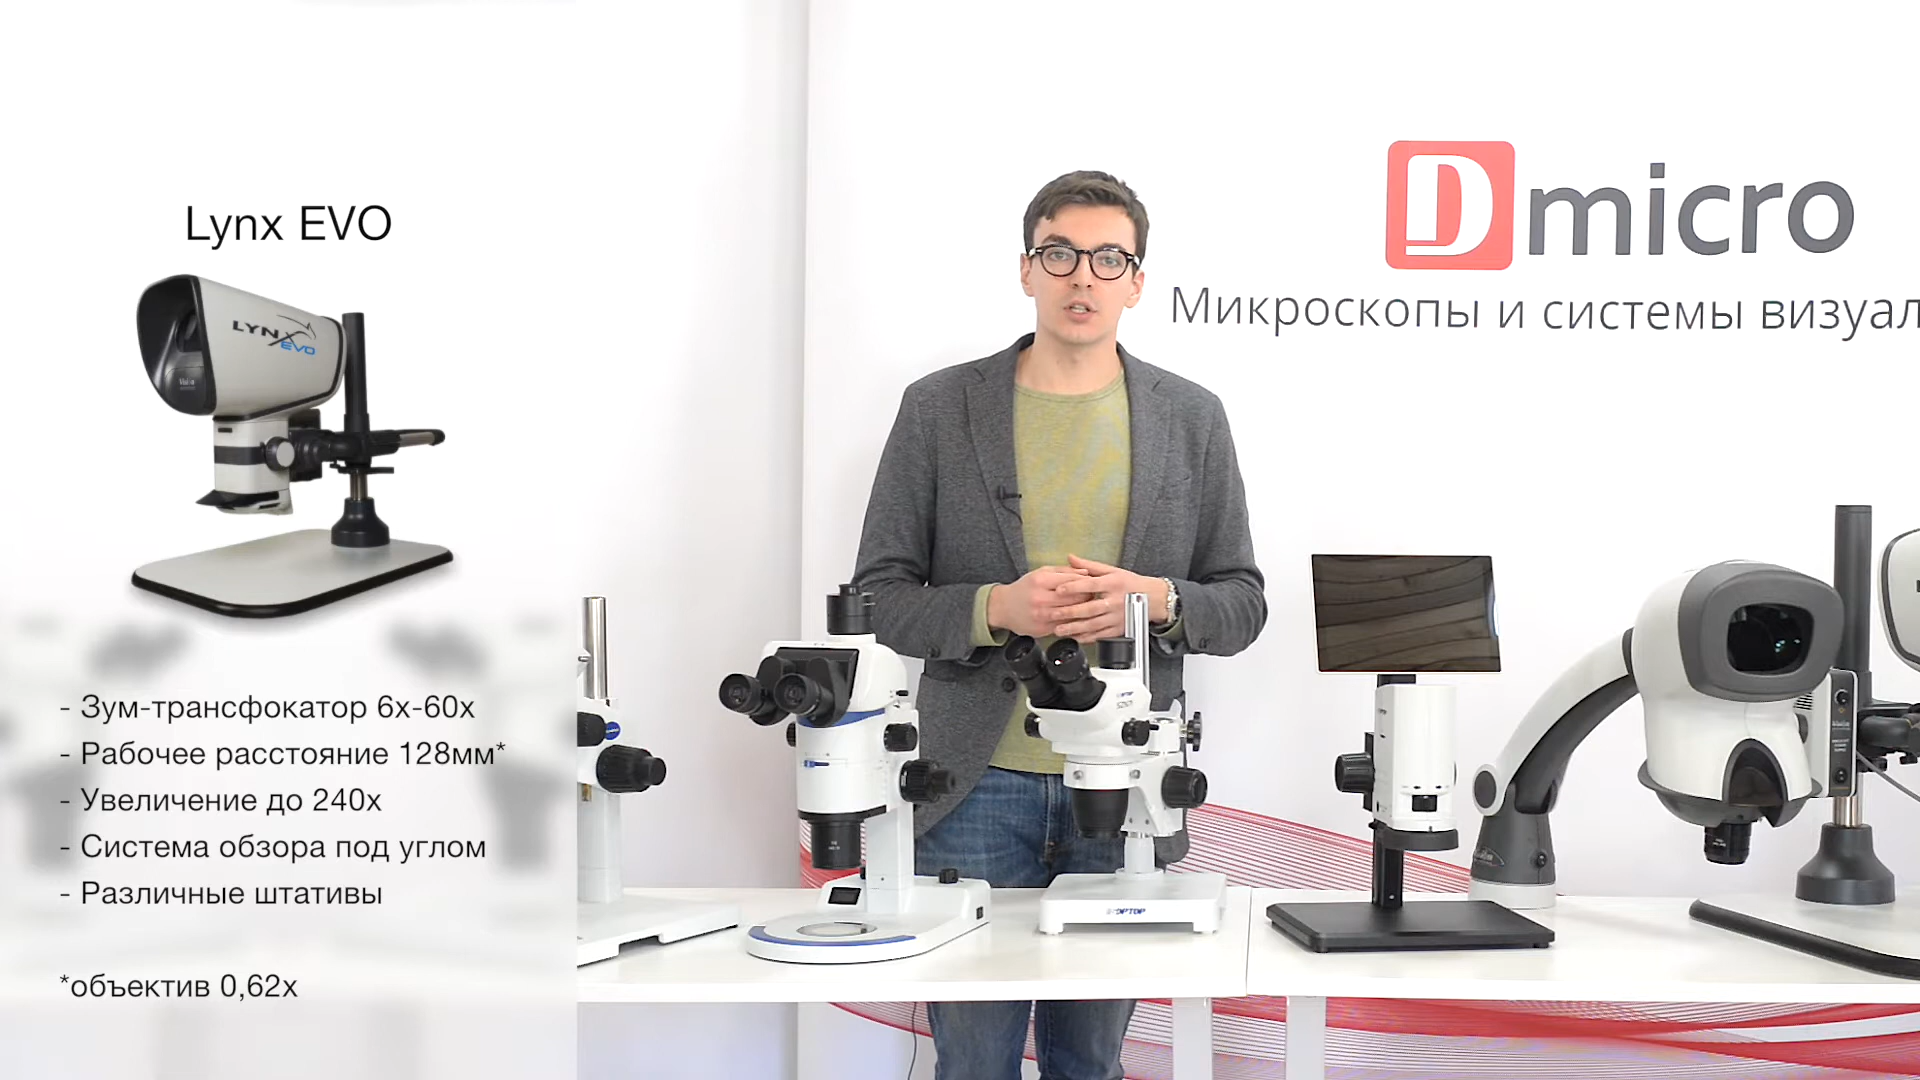 Lynx EVO
LYNX
EVO
- Зум-трансфокатор 6x-60x
- Рабочее расстояние 128мм*
- Увеличение до 240x
- Система обзора под углом
- Различные штативы
*объектив 0,62x
Dmicro
Микроскопы и системы визуал